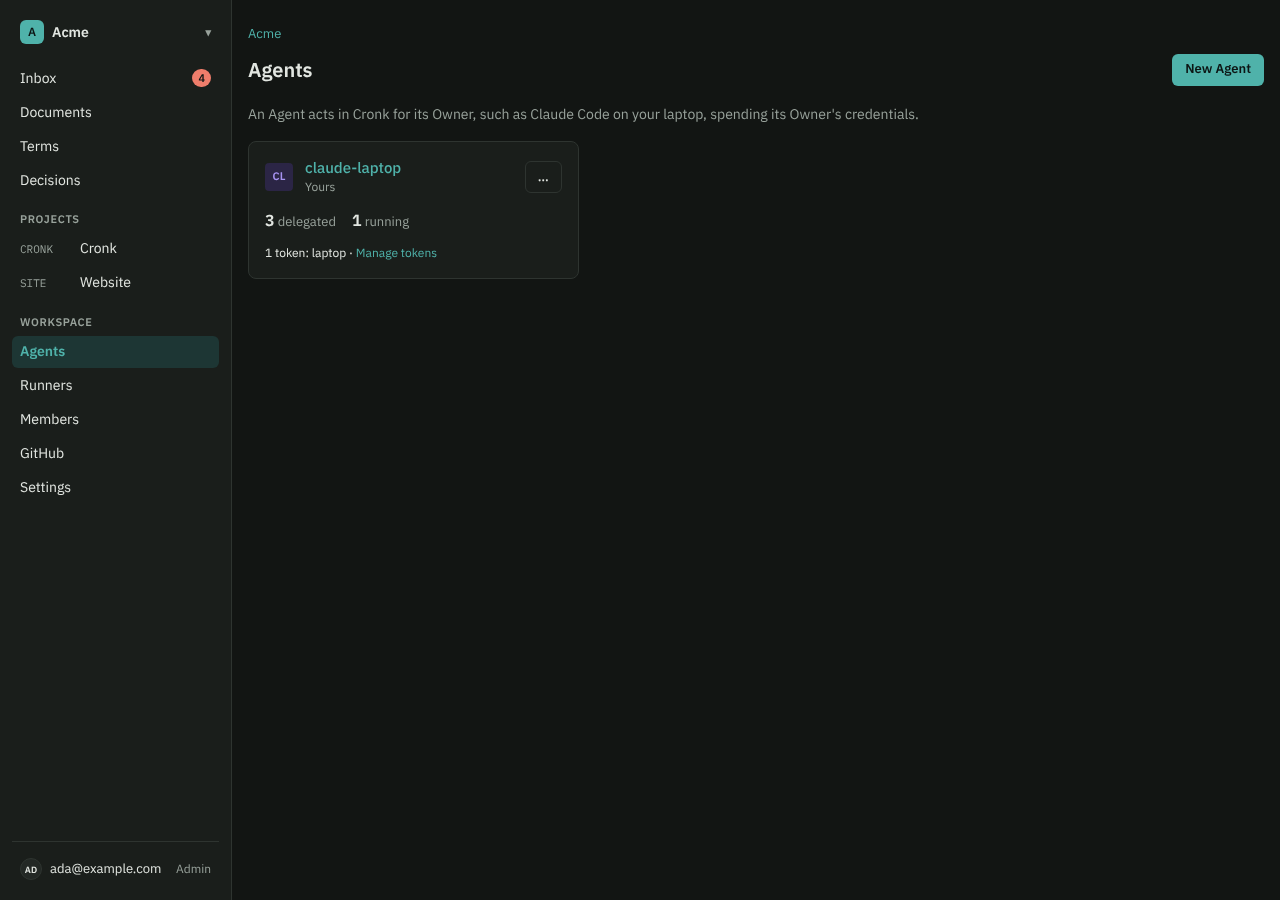 A Acme ▾
Inbox 4
Documents
Terms
Decisions
PROJECTS
CRONK Cronk
SITE Website
WORKSPACE
Agents
Runners
Members
GitHub
Settings
AD ada@example.com Admin
Acme
Agents
New Agent
An Agent acts in Cronk for its Owner, such as Claude Code on your laptop, spending its Owner's credentials.
CL claude-laptop
Yours
...
3 delegated 1 running
1 token: laptop · Manage tokens